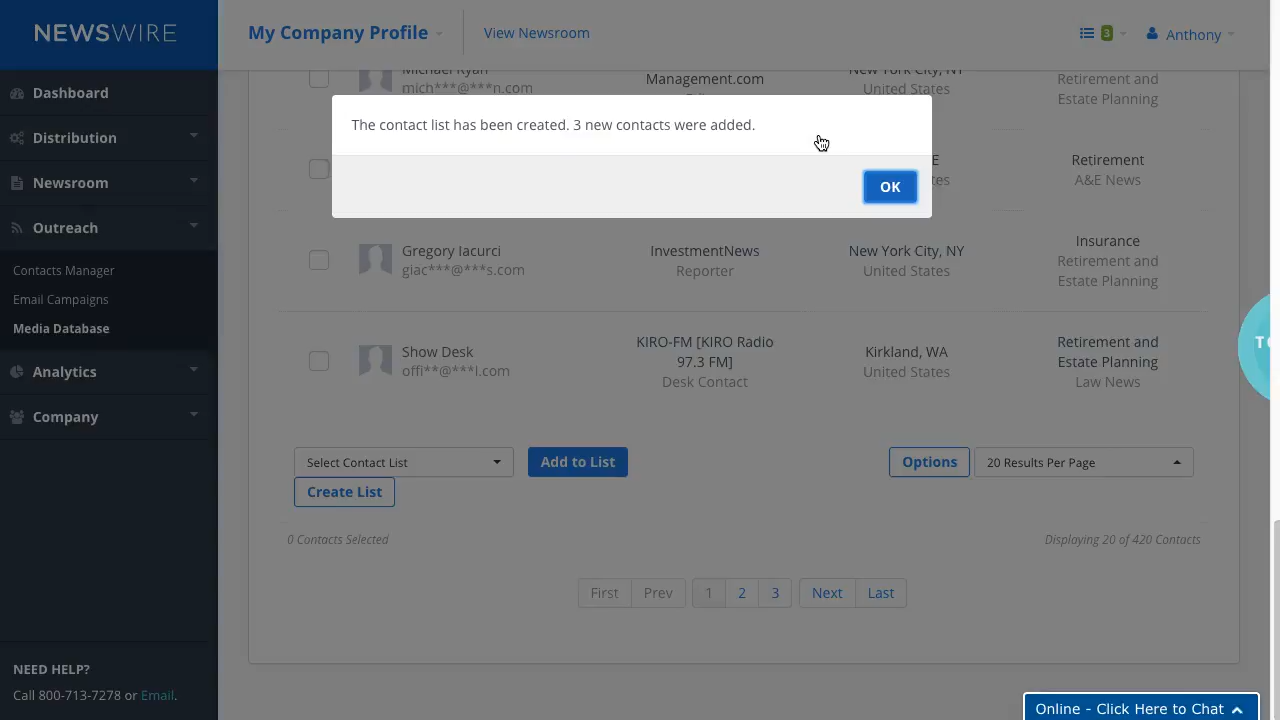 NEWSWIRE
My Company Profile
View Newsroom
3
Anthony
Dashboard
Distribution
Newsroom
Outreach
Contacts Manager
Email Campaigns
Media Database
Analytics
Company
NEED HELP?
Call 800-713-7278 or Email.
The contact list has been created. 3 new contacts were added.
OK
Michael Ryan
mich***@***n.com
Management.com
New York City, NY
United States
Retirement and
Estate Planning
Retirement
A&E News
Gregory Iacurci
giac***@***s.com
InvestmentNews
Reporter
New York City, NY
United States
Insurance
Retirement and
Estate Planning
Show Desk
offi**@***l.com
KIRO-FM [KIRO Radio
97.3 FM]
Desk Contact
Kirkland, WA
United States
Retirement and
Estate Planning
Law News
Select Contact List
Add to List
Options
20 Results Per Page
Create List
0 Contacts Selected
Displaying 20 of 420 Contacts
First
Prev
1
2
3
Next
Last
Online - Click Here to Chat